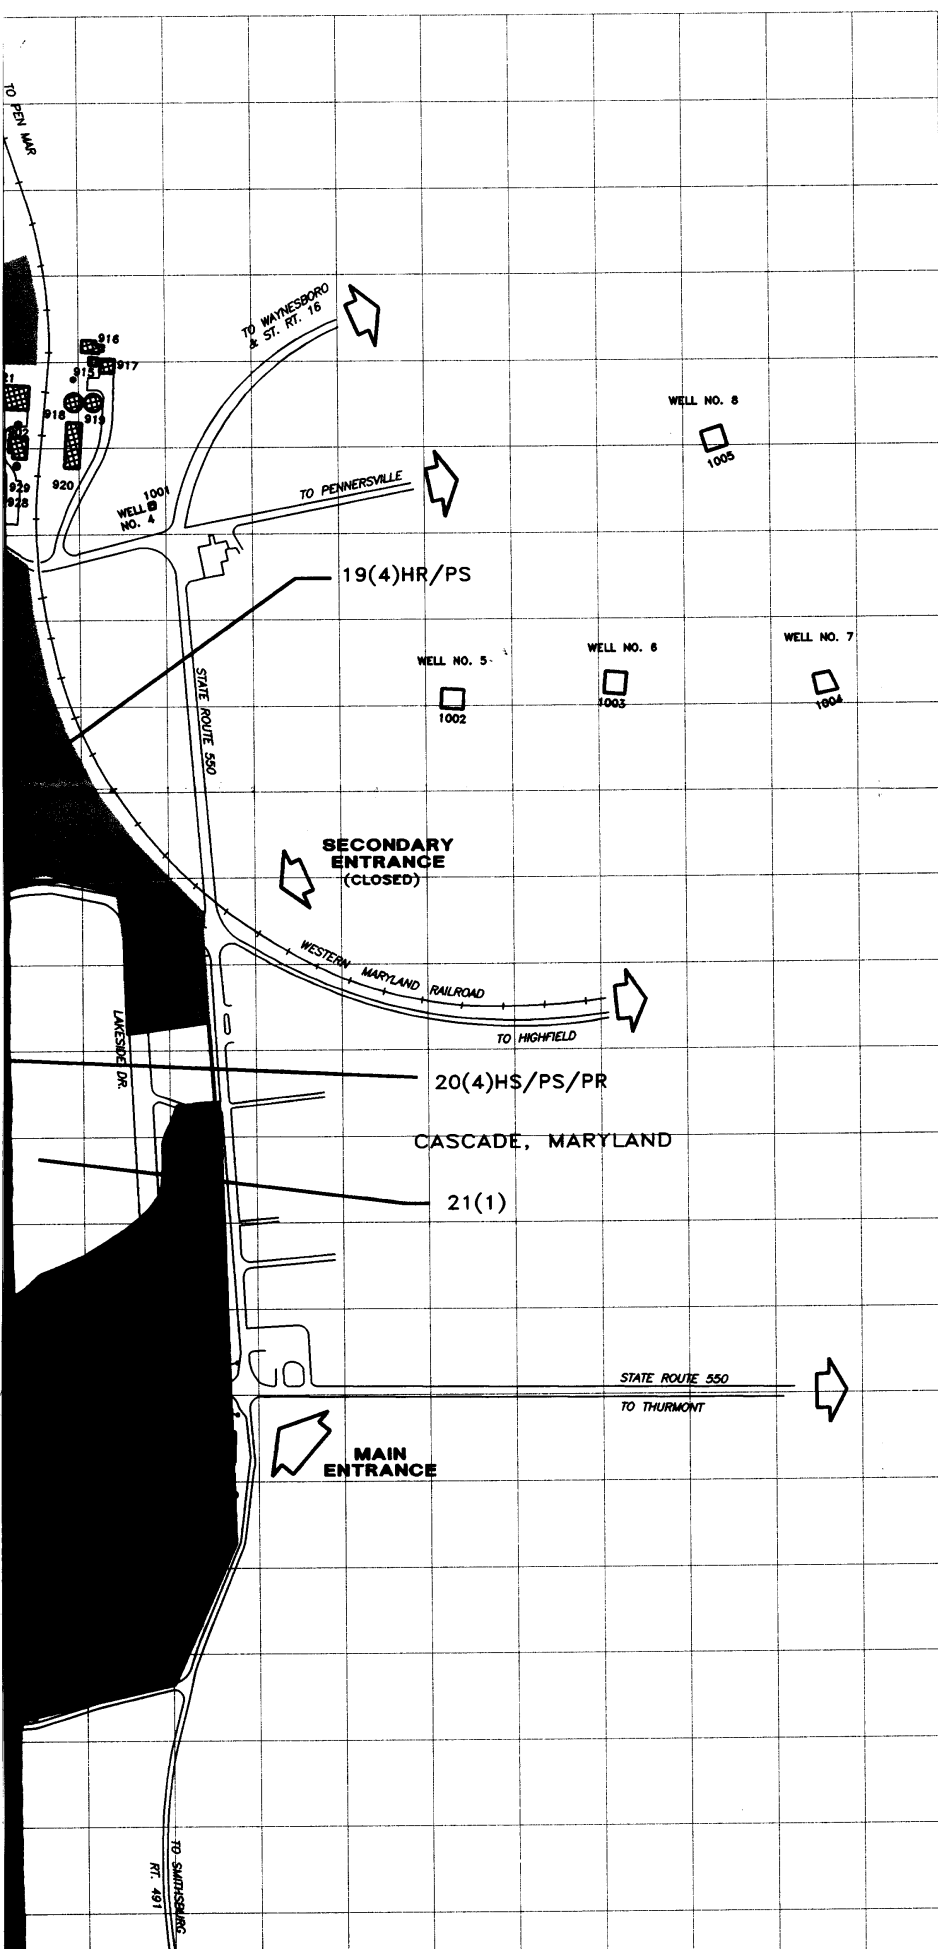 TO PEN MAR
TO WAYNESBORO
& ST. RT. 16
916
915
917
21
918
919
WELL NO. 8
1005
TO PENNERSVILLE
920
929
928
1001
WELL
NO. 4
19(4)HR/PS
WELL NO. 5
1002
WELL NO. 6
1003
WELL NO. 7
1004
STATE ROUTE 550
SECONDARY
ENTRANCE
(CLOSED)
WESTERN MARYLAND RAILROAD
TO HIGHFIELD
LAKESIDE DR.
20(4)HS/PS/PR
CASCADE, MARYLAND
21(1)
STATE ROUTE 550
TO THURMONT
MAIN
ENTRANCE
TO SMITHSBURG
RT. 491